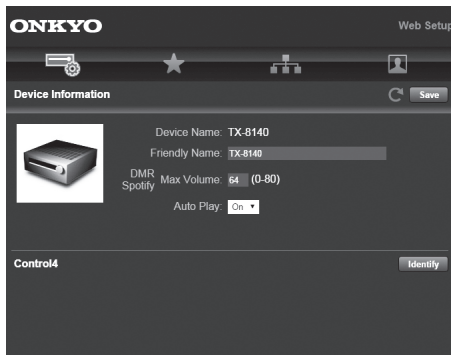 ONKYO
Web Setup
Device Information
Save
Device Name: TX-8140
Friendly Name: TX-8140
DMR
Spotify Max Volume: 64 (0-80)
Auto Play: On
Control4
Identify